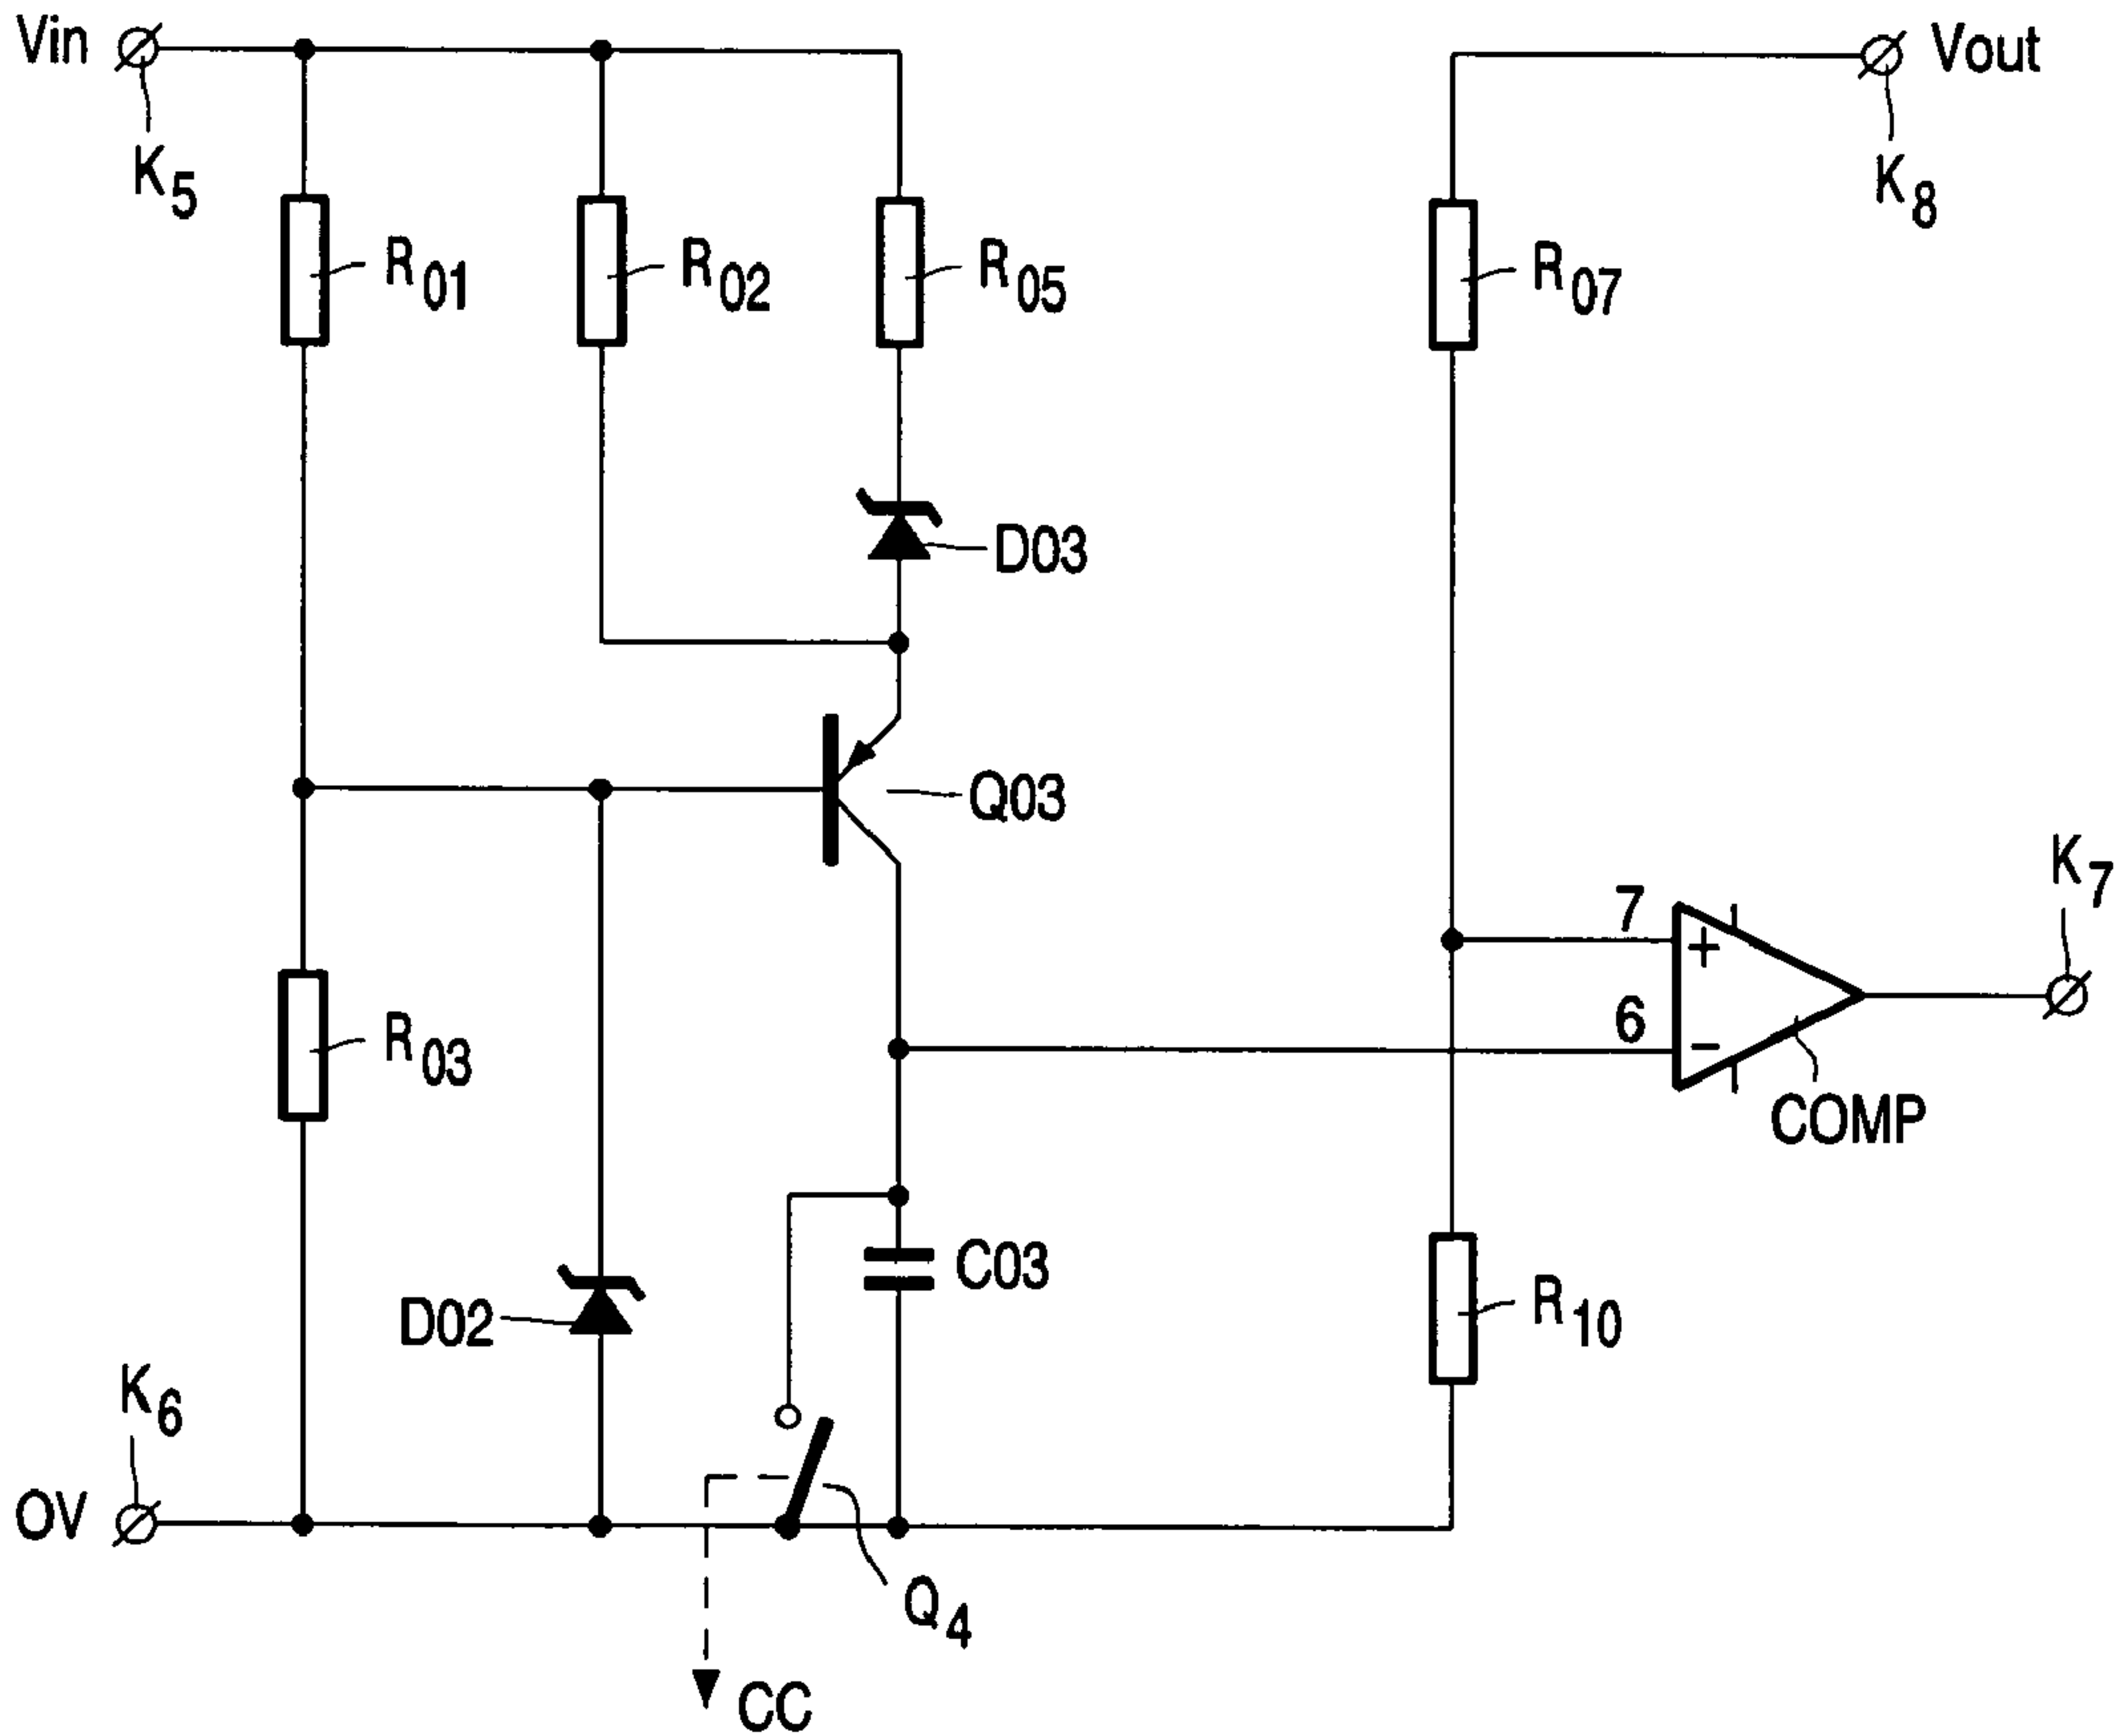 Vin
Vout
K5
K8
R01
R02
R05
R07
D03
Q03
K7
7
+
6
−
R03
COMP
C03
D02
R10
K6
OV
Q4
CC